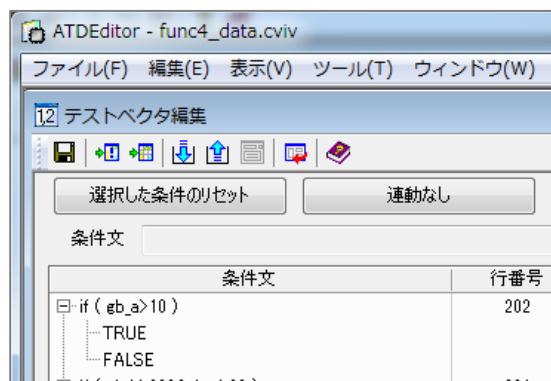 ATDEditor - func4_data.cviv
ファイル(F) 編集(E) 表示(V) ツール(T) ウィンドウ(W)
1,2 テストベクタ編集
選択した条件のリセット 連動なし
条件文
条件文 行番号
if ( gb_a>10 ) 202
TRUE
FALSE